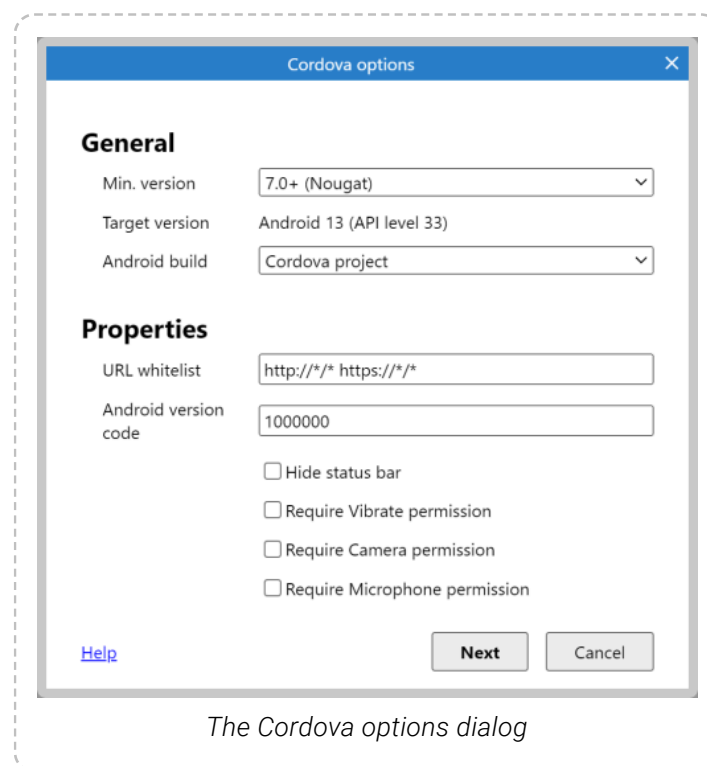 Cordova options
General
Min. version 7.0+ (Nougat)
Target version Android 13 (API level 33)
Android build Cordova project
Properties
URL whitelist http://*/* https://*/*
Android version
code 1000000
Hide status bar
Require Vibrate permission
Require Camera permission
Require Microphone permission
Help Next Cancel
The Cordova options dialog